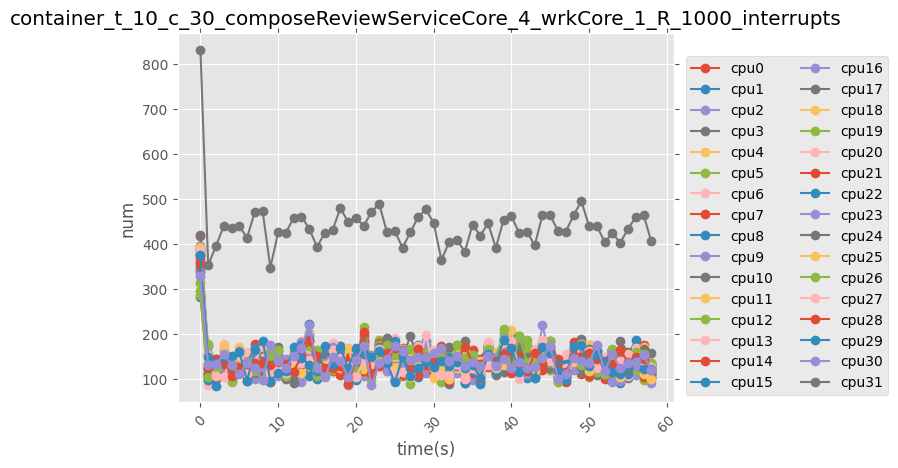 container_t_10_c_30_composeReviewServiceCore_4_wrkCore_1_R_1000_interrupts
800
700
600
500
400
300
200
100
num
0
10
20
30
40
50
60
time(s)
cpu0
cpu1
cpu2
cpu3
cpu4
cpu5
cpu6
cpu7
cpu8
cpu9
cpu10
cpu11
cpu12
cpu13
cpu14
cpu15
cpu16
cpu17
cpu18
cpu19
cpu20
cpu21
cpu22
cpu23
cpu24
cpu25
cpu26
cpu27
cpu28
cpu29
cpu30
cpu31